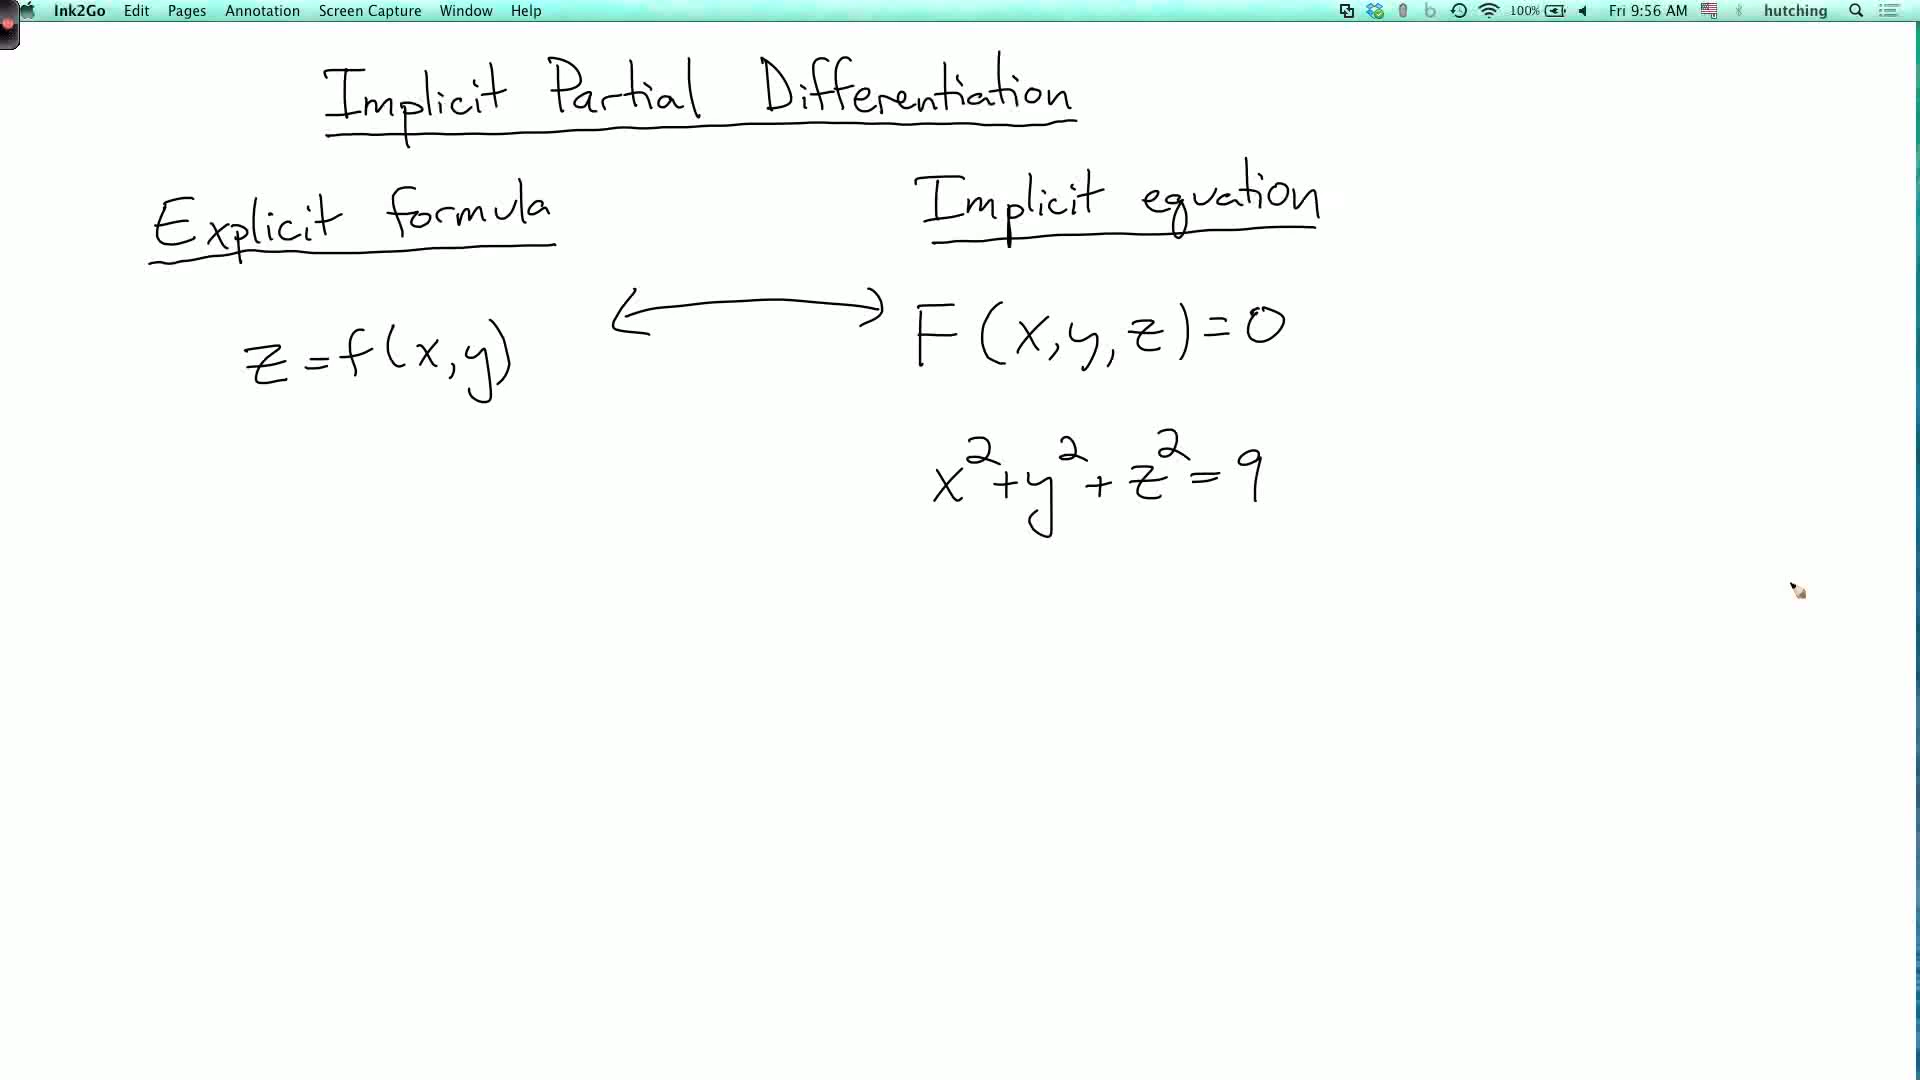 Ink2Go Edit Pages Annotation Screen Capture Window Help 100% Fri 9:56 AM hutching
Implicit Partial Differentiation
Explicit formula
Implicit equation
z = f(x,y)
F(x,y,z)=0
x²+y²+z²=9